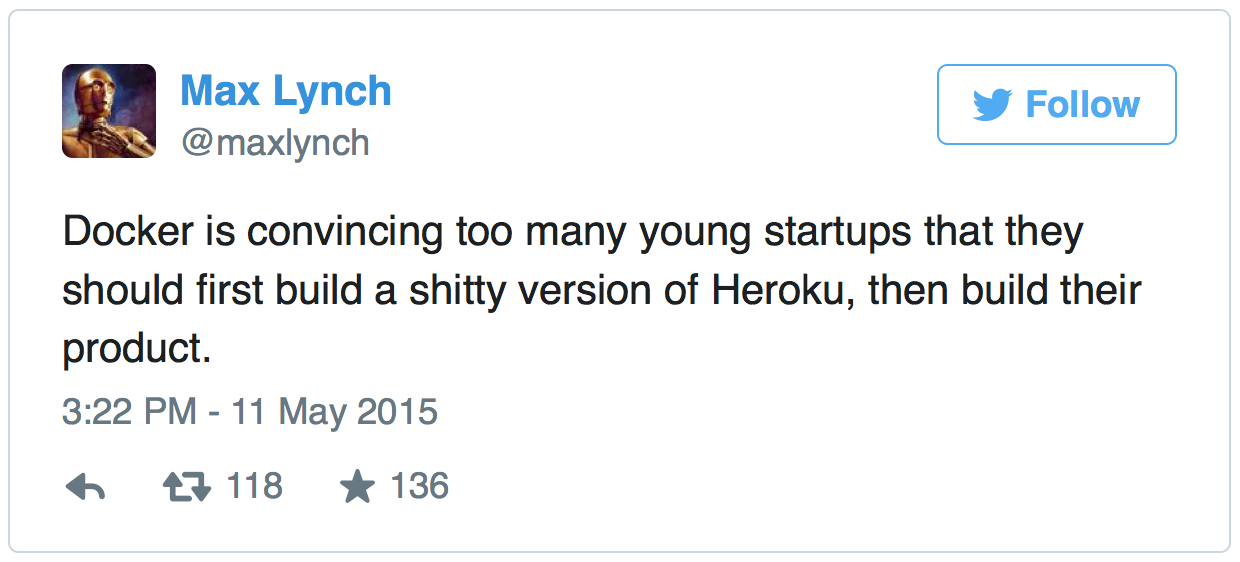 Max Lynch
@maxlynch
Follow
Docker is convincing too many young startups that they
should first build a shitty version of Heroku, then build their
product.
3:22 PM - 11 May 2015
118 136